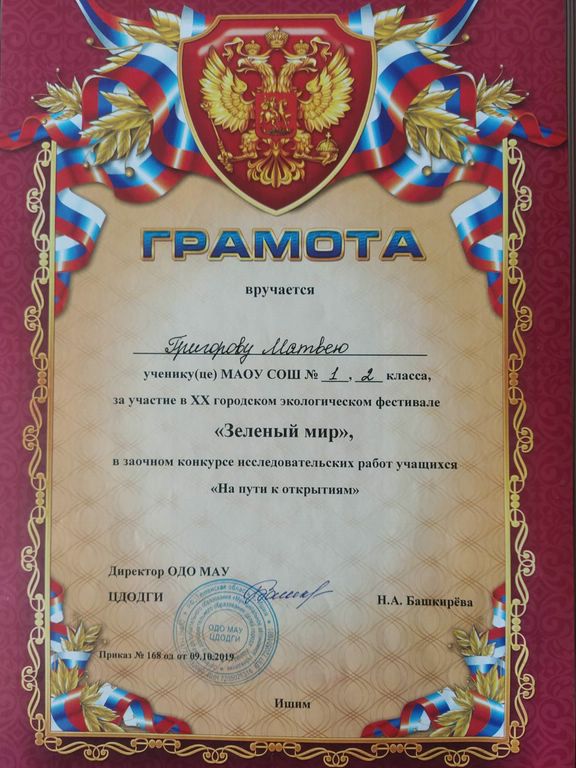 ГРАМОТА
вручается
Григорову Матвею
ученику(це) МАОУ СОШ № 1 , 2 класса,
за участие в XX городском экологическом фестивале
«Зеленый мир»,
в заочном конкурсе исследовательских работ учащихся
«На пути к открытиям»
Директор ОДО МАУ
ЦДОДГИ
Н.А. Башкирёва
ОДО МАУ
ЦДОДГИ
Приказ № 168 од от 09.10.2019
Ишим